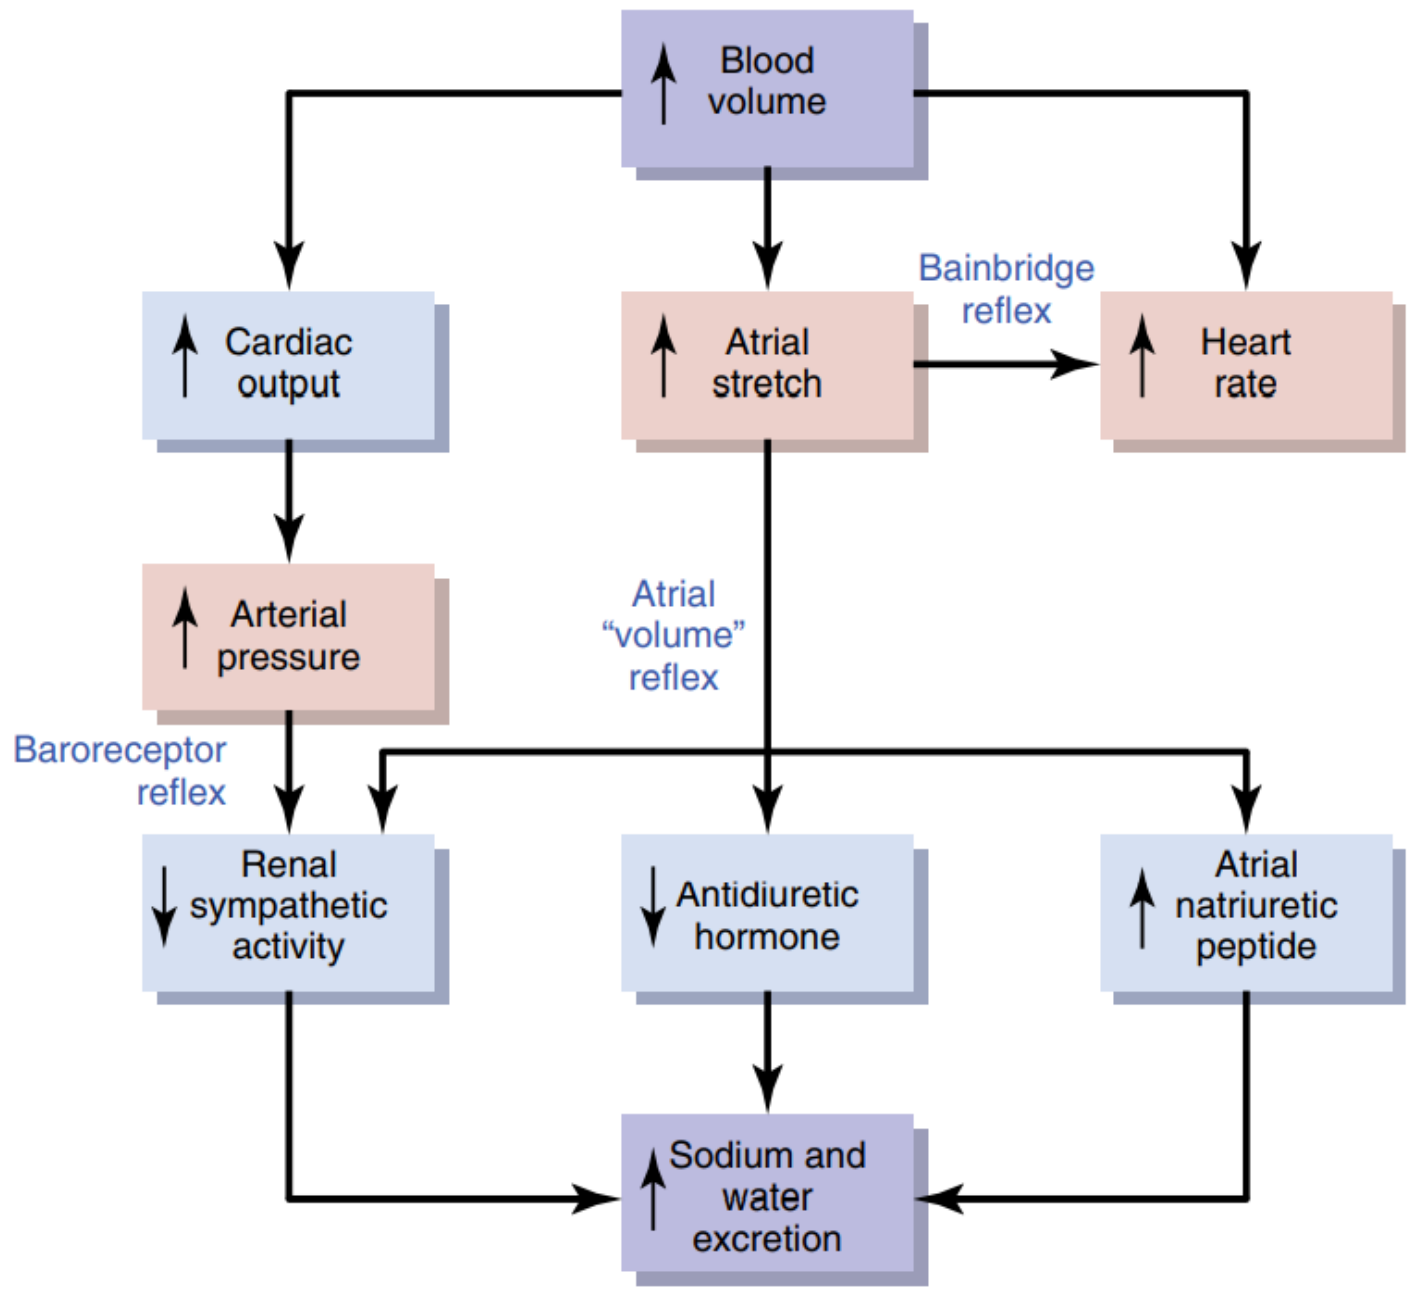 Blood
volume
Bainbridge
reflex
Cardiac
output
Atrial
stretch
Heart
rate
Arterial
pressure
Atrial
“volume”
reflex
Baroreceptor
reflex
Renal
sympathetic
activity
Antidiuretic
hormone
Atrial
natriuretic
peptide
Sodium and
water
excretion